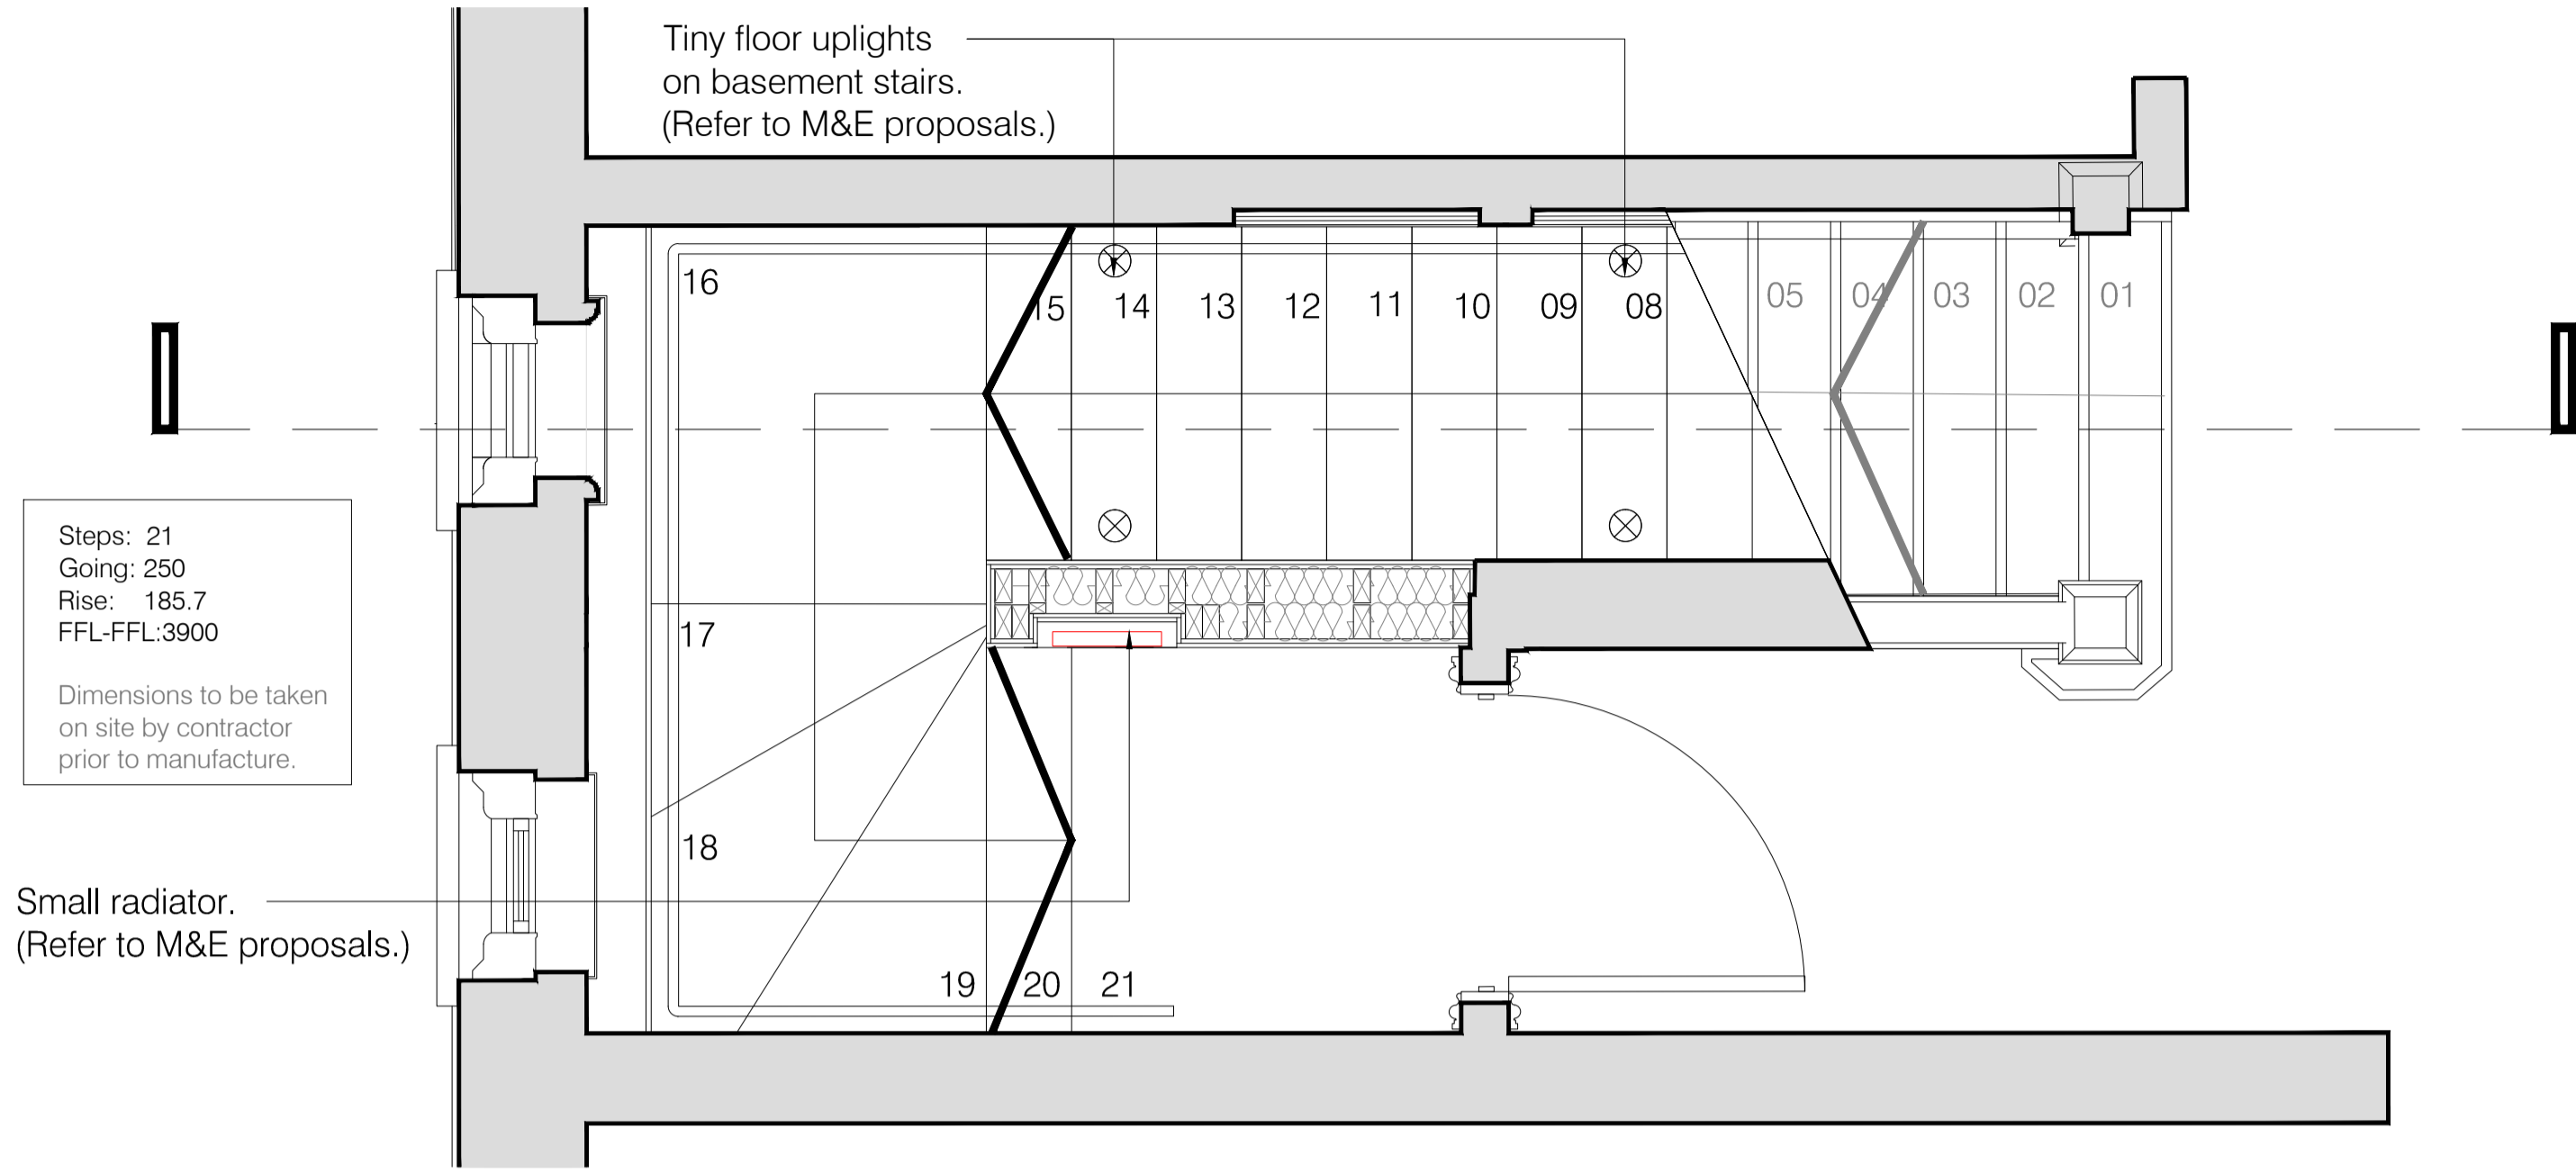 Tiny floor uplights
on basement stairs.
(Refer to M&E proposals.)
16
15 14 13 12 11 10 09 08 05 04 03 02 01
Steps: 21
Going: 250
Rise: 185.7
FFL-FFL:3900
Dimensions to be taken
on site by contractor
prior to manufacture.
17
18
Small radiator.
(Refer to M&E proposals.)
19 20 21